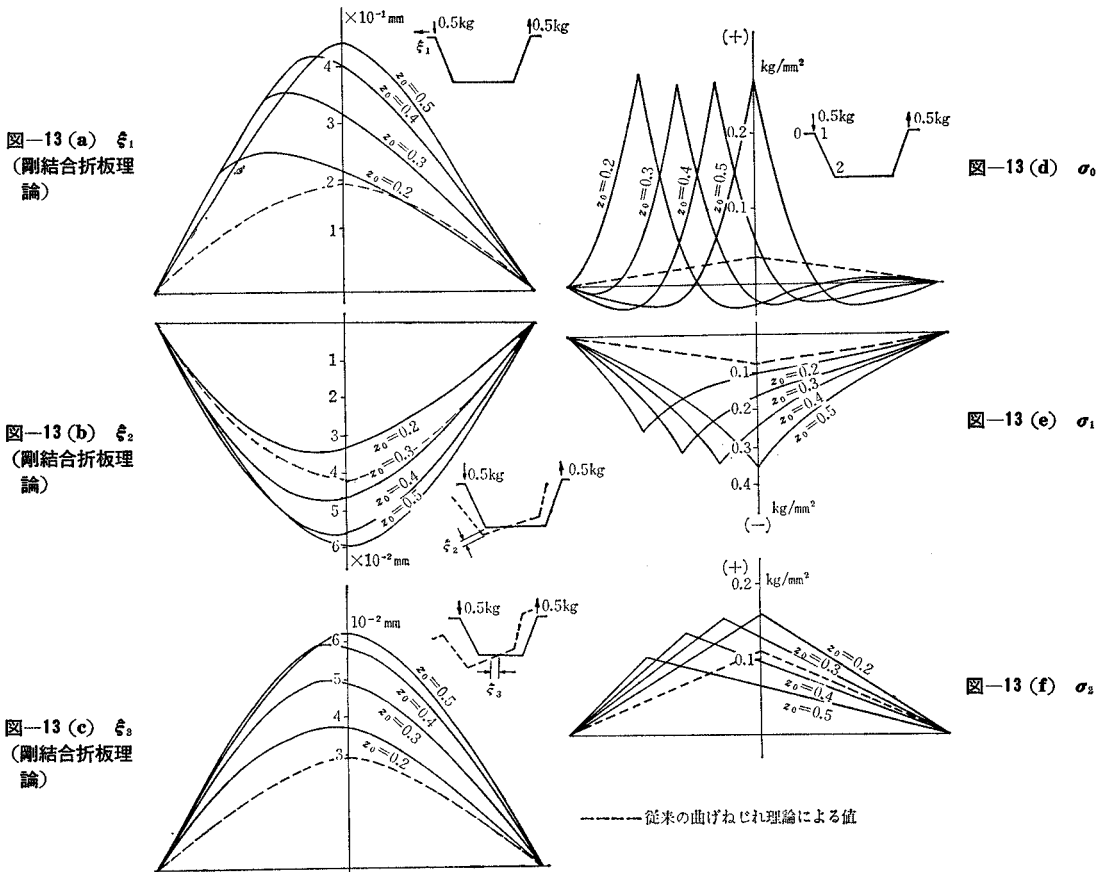 図—13 (a) ξ₁
(剛結合折板理
論)
×10⁻¹ mm
4
3
2
1
z₀=0.5
z₀=0.4
z₀=0.3
z₀=0.2
0.5kg
0.5kg
ξ₁
図—13 (b) ξ₂
(剛結合折板理
論)
1
2
3
4
5
6
×10⁻² mm
z₀=0.2
z₀=0.3
z₀=0.4
z₀=0.5
0.5kg
0.5kg
ξ₂
図—13 (c) ξ₃
(剛結合折板理
論)
10⁻² mm
6
5
4
3
z₀=0.5
z₀=0.4
z₀=0.3
z₀=0.2
0.5kg
0.5kg
ξ₃
図—13 (d) σ₀
(+)
kg/mm²
0.2
0.1
z₀=0.2
z₀=0.3
z₀=0.4
z₀=0.5
0.5kg
0.5kg
0
1
2
図—13 (e) σ₁
0.1
0.2
0.3
0.4
z₀=0.2
z₀=0.3
z₀=0.4
z₀=0.5
kg/mm²
(—)
図—13 (f) σ₂
(+)
kg/mm²
0.2
0.1
z₀=0.2
z₀=0.3
z₀=0.4
z₀=0.5
従来の曲げねじれ理論による値